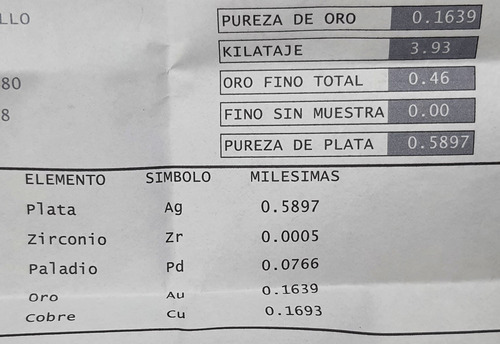 LLO
PUREZA DE ORO 0.1639
KILATAJE 3.93
80
ORO FINO TOTAL 0.46
8
FINO SIN MUESTRA 0.00
PUREZA DE PLATA 0.5897
ELEMENTO SIMBOLO MILESIMAS
Plata Ag 0.5897
Zirconio Zr 0.0005
Paladio Pd 0.0766
Oro Au 0.1639
Cobre Cu 0.1693